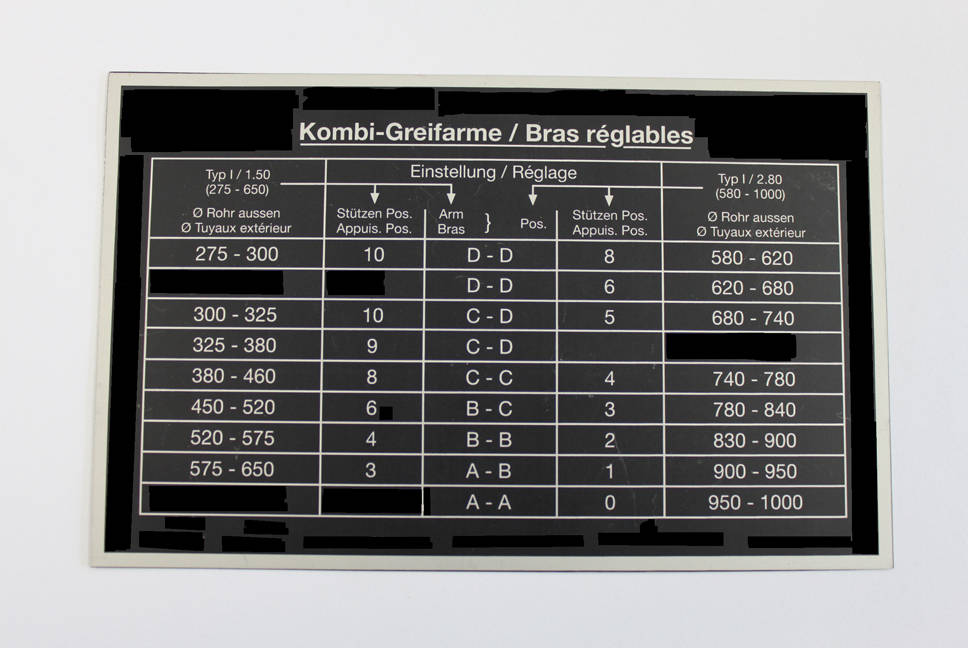 Kombi-Greifarme / Bras réglables
Typ I / 1.50
(275 - 650)
Ø Rohr aussen
Ø Tuyaux extérieur
Einstellung / Réglage
Stützen Pos.
Appuis. Pos.
Arm
Bras
} Pos.
Stützen Pos.
Appuis. Pos.
Typ I / 2.80
(580 - 1000)
Ø Rohr aussen
Ø Tuyaux extérieur
275 - 300 10 D - D 8 580 - 620
D - D 6 620 - 680
300 - 325 10 C - D 5 680 - 740
325 - 380 9 C - D
380 - 460 8 C - C 4 740 - 780
450 - 520 6 B - C 3 780 - 840
520 - 575 4 B - B 2 830 - 900
575 - 650 3 A - B 1 900 - 950
A - A 0 950 - 1000